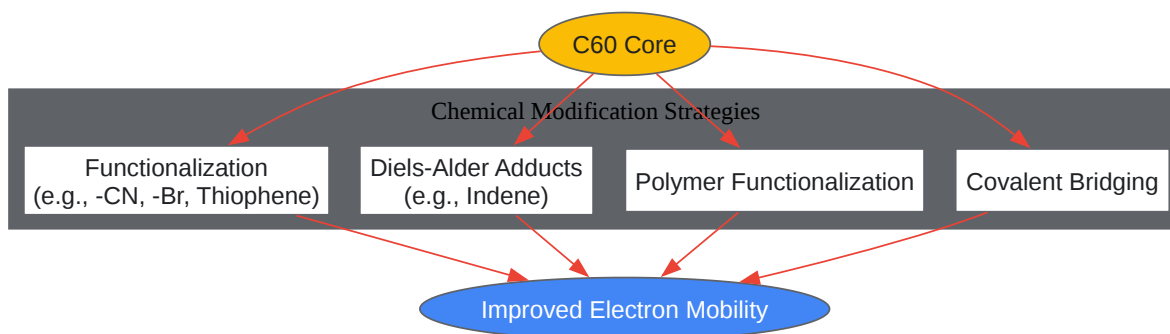 C60 Core
Chemical Modification Strategies
Functionalization
(e.g., -CN, -Br, Thiophene)
Diels-Alder Adducts
(e.g., Indene)
Polymer Functionalization
Covalent Bridging
Improved Electron Mobility